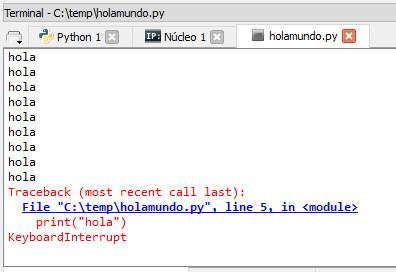 Terminal - C:\temp\holamundo.py
Python 1
IP:
Núcleo 1
holamundo.py
hola
hola
hola
hola
hola
hola
hola
hola
hola
Traceback (most recent call last):
  File "C:\temp\holamundo.py", line 5, in <module>
    print("hola")
KeyboardInterrupt